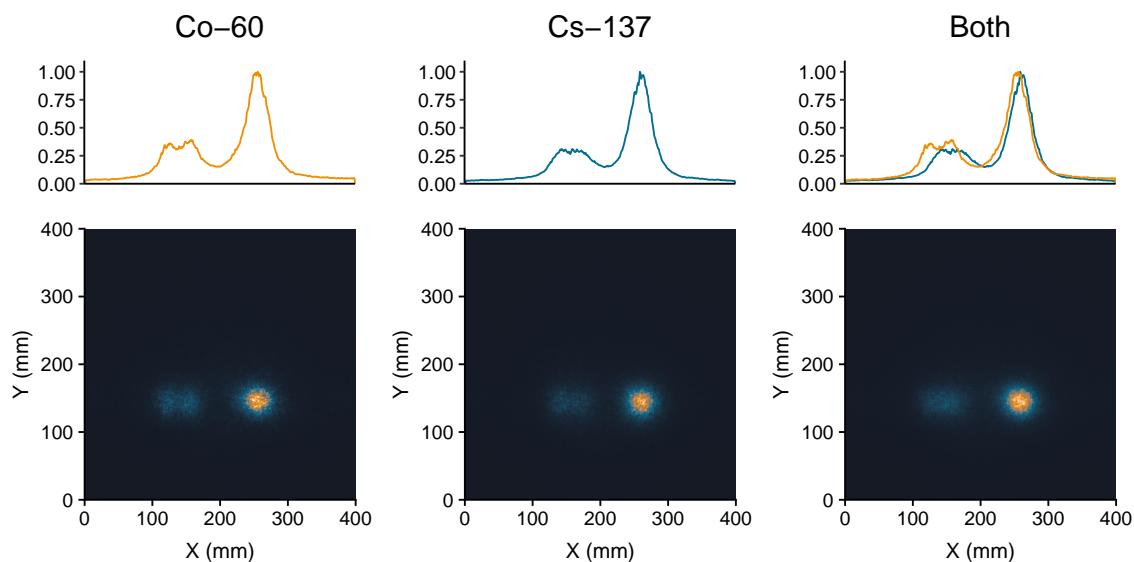 Co−60 Cs−137 Both
1.00 1.00 1.00
0.75 0.75 0.75
0.50 0.50 0.50
0.25 0.25 0.25
0.00 0.00 0.00
400 400 400
300 300 300
Y (mm) Y (mm) Y (mm)
200 200 200
100 100 100
0 0 0
0 100 200 300 400 0 100 200 300 400 0 100 200 300 400
X (mm) X (mm) X (mm)